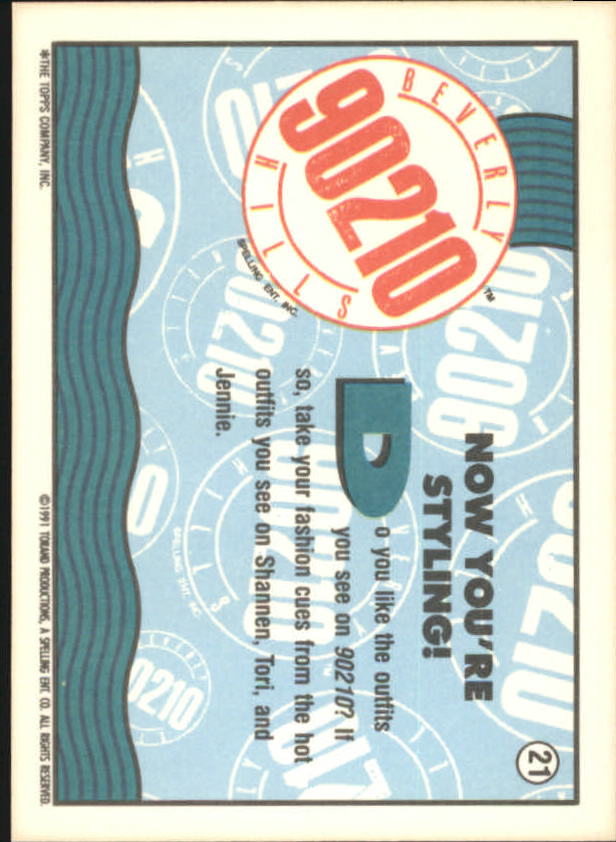 21
BEVERLY
90210
HILLS
TM
SPELLING ENT. INC.
NOW YOU'RE
STYLING!
Do you like the outfits
you see on 90210? If
so, take your fashion cues from the hot
outfits you see on Shannen, Tori, and
Jennie.
*THE TOPPS COMPANY, INC.
©1991 TORAND PRODUCTIONS, A SPELLING ENT. CO. ALL RIGHTS RESERVED.